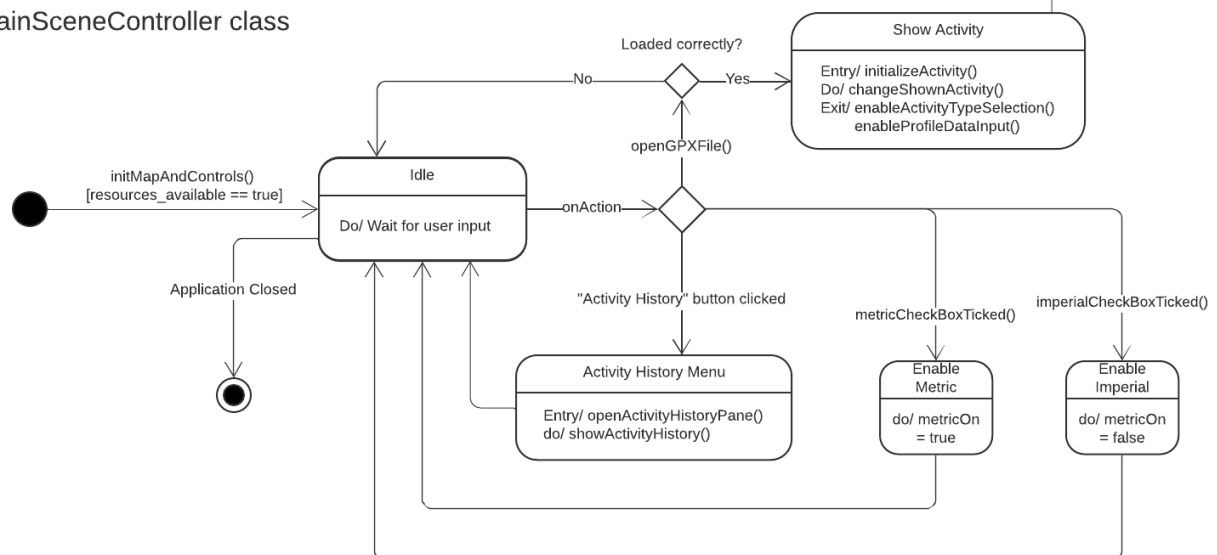 ainSceneController class
Loaded correctly?
No
Yes
Show Activity
Entry/ initializeActivity()
Do/ changeShownActivity()
Exit/ enableActivityTypeSelection()
enableProfileDataInput()
openGPXFile()
initMapAndControls()
[resources_available == true]
Idle
Do/ Wait for user input
onAction
Application Closed
"Activity History" button clicked
metricCheckBoxTicked()
imperialCheckBoxTicked()
Activity History Menu
Entry/ openActivityHistoryPane()
do/ showActivityHistory()
Enable
Metric
do/ metricOn
= true
Enable
Imperial
do/ metricOn
= false